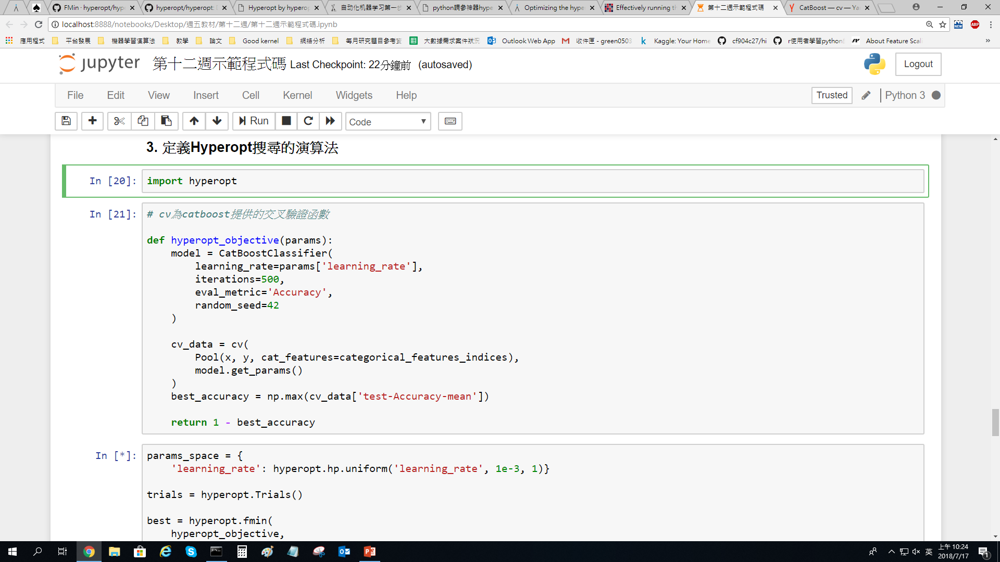 FMin · hyperopt/hype
hyperopt/hyperopt:
Hyperopt by hyperop
自动化机器学习第一步
python調參神器hype
Optimizing the hype
Effectively running th
第十二週示範程式碼
CatBoost — cv — Ya
localhost:8888/notebooks/Desktop/週五教材/第十二週/第十二週示範程式碼.ipynb
ABP
應用程式
平台發展
機器學習演算法
教學
論文
Good kernel
網絡分析
每月研究題目參考資
大數據需求案件狀況
Outlook Web App
收件匣 - green0503
Kaggle: Your Home
cf904c27/hi
r使用者學習python
About Feature Scali
jupyter 第十二週示範程式碼 Last Checkpoint: 22分鐘前 (autosaved)
Logout
File Edit View Insert Cell Kernel Widgets Help
Trusted
Python 3
Run
Code
3. 定義Hyperopt搜尋的演算法
In [20]: import hyperopt
In [21]: # cv為catboost提供的交叉驗證函數
def hyperopt_objective(params):
model = CatBoostClassifier(
learning_rate=params['learning_rate'],
iterations=500,
eval_metric='Accuracy',
random_seed=42
)
cv_data = cv(
Pool(x, y, cat_features=categorical_features_indices),
model.get_params()
)
best_accuracy = np.max(cv_data['test-Accuracy-mean'])
return 1 - best_accuracy
In [*]: params_space = {
'learning_rate': hyperopt.hp.uniform('learning_rate', 1e-3, 1)}
trials = hyperopt.Trials()
best = hyperopt.fmin(
hyperopt_objective,
英
上午 10:24
2018/7/17
1